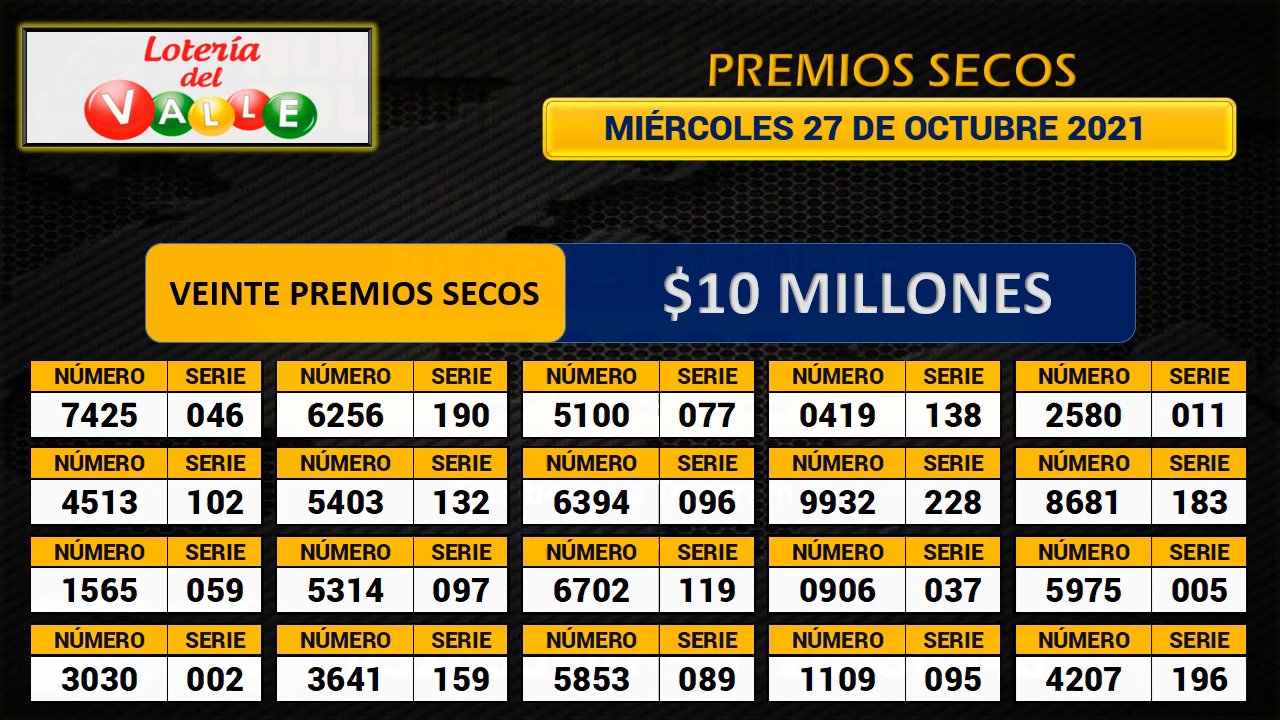 Lotería
del
VALLE
PREMIOS SECOS
MIÉRCOLES 27 DE OCTUBRE 2021
VEINTE PREMIOS SECOS $10 MILLONES
NÚMERO SERIE NÚMERO SERIE NÚMERO SERIE NÚMERO SERIE NÚMERO SERIE
7425 046 6256 190 5100 077 0419 138 2580 011
NÚMERO SERIE NÚMERO SERIE NÚMERO SERIE NÚMERO SERIE NÚMERO SERIE
4513 102 5403 132 6394 096 9932 228 8681 183
NÚMERO SERIE NÚMERO SERIE NÚMERO SERIE NÚMERO SERIE NÚMERO SERIE
1565 059 5314 097 6702 119 0906 037 5975 005
NÚMERO SERIE NÚMERO SERIE NÚMERO SERIE NÚMERO SERIE NÚMERO SERIE
3030 002 3641 159 5853 089 1109 095 4207 196